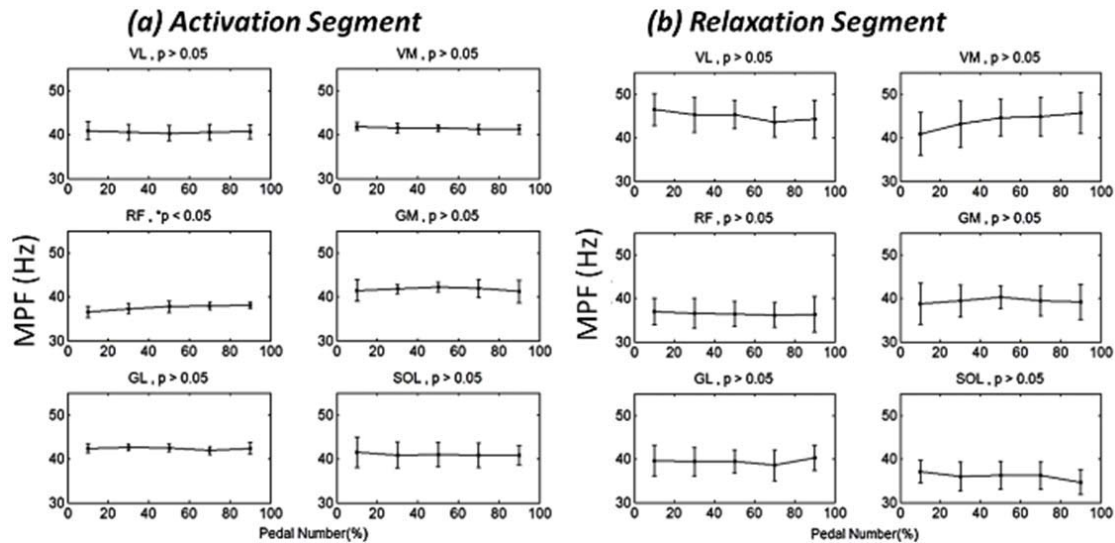 (a) Activation Segment
VL , p > 0.05
VM , p > 0.05
50
40
30
0 20 40 60 80 100
50
40
30
0 20 40 60 80 100
RF , *p < 0.05
GM , p > 0.05
50
40
30
0 20 40 60 80 100
50
40
30
0 20 40 60 80 100
GL , p > 0.05
SOL , p > 0.05
50
40
30
0 20 40 60 80 100
50
40
30
0 20 40 60 80 100
MPF (Hz)
Pedal Number(%)
(b) Relaxation Segment
VL , p > 0.05
VM , p > 0.05
50
40
30
0 20 40 60 80 100
50
40
30
0 20 40 60 80 100
RF , p > 0.05
GM , p > 0.05
50
40
30
0 20 40 60 80 100
50
40
30
0 20 40 60 80 100
GL , p > 0.05
SOL, p > 0.05
50
40
30
0 20 40 60 80 100
50
40
30
0 20 40 60 80 100
MPF (Hz)
Pedal Number(%)